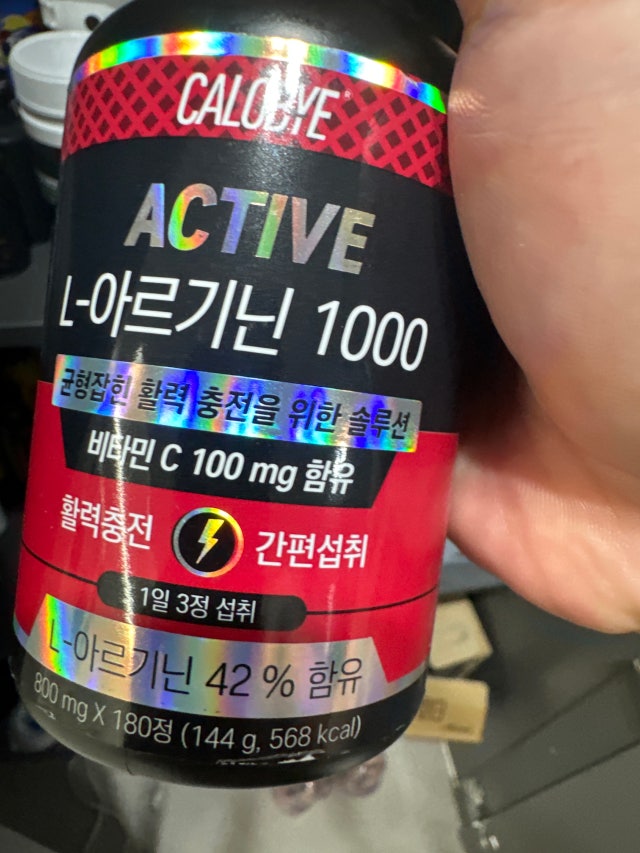 CALOBYE
ACTIVE
L-아르기닌 1000
균형잡힌 활력 충전을 위한 솔루션
비타민 C 100 mg 함유
활력충전 간편섭취
1일 3정 섭취
L-아르기닌 42 % 함유
800 mg X 180정 (144 g, 568 kcal)